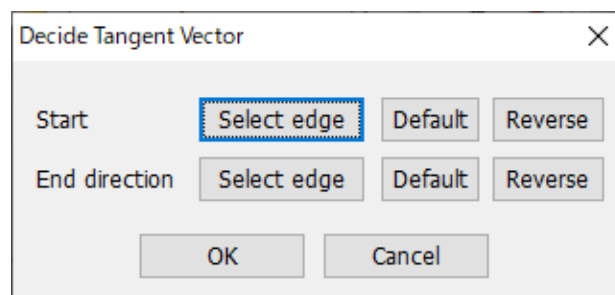 Decide Tangent Vector
Start Select edge Default Reverse
End direction Select edge Default Reverse
OK Cancel